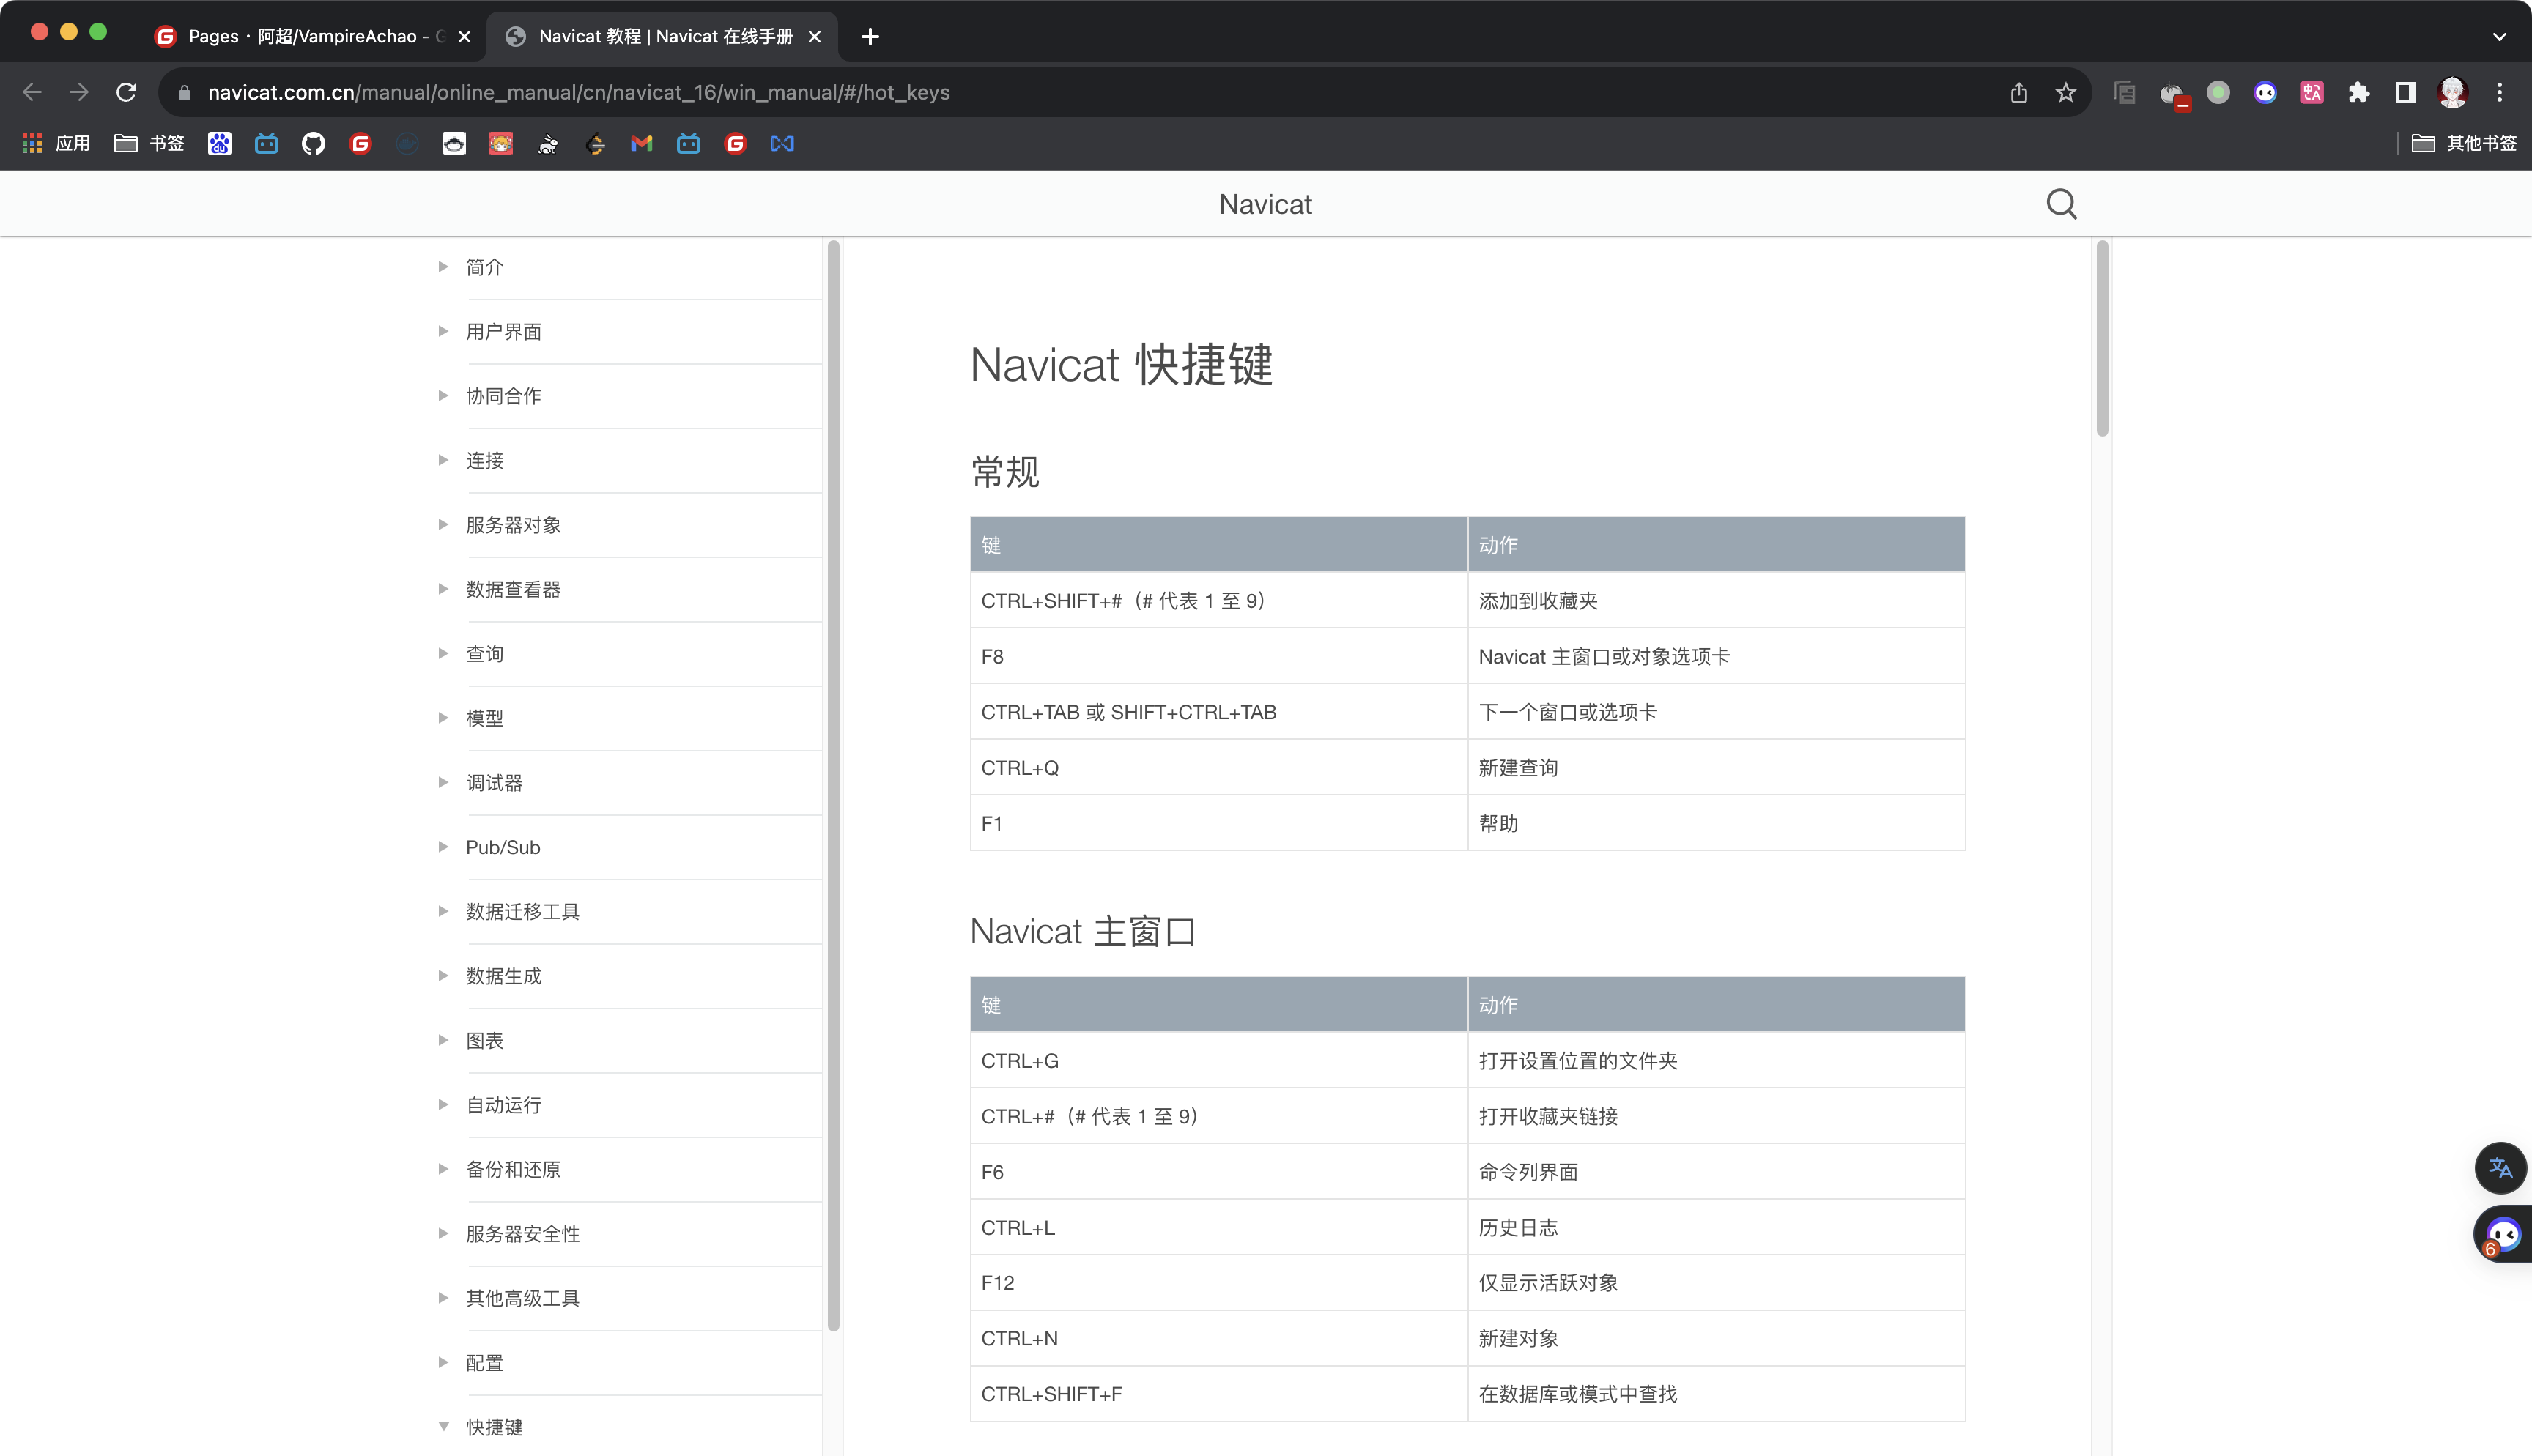 Pages · 阿超/VampireAchao - G
Navicat 教程 | Navicat 在线手册
navicat.com.cn/manual/online_manual/cn/navicat_16/win_manual/#/hot_keys
应用
书签
其他书签
Navicat
简介
用户界面
协同合作
连接
服务器对象
数据查看器
查询
模型
调试器
Pub/Sub
数据迁移工具
数据生成
图表
自动运行
备份和还原
服务器安全性
其他高级工具
配置
快捷键
Navicat 快捷键
常规
键 动作
CTRL+SHIFT+#（# 代表 1 至 9） 添加到收藏夹
F8 Navicat 主窗口或对象选项卡
CTRL+TAB 或 SHIFT+CTRL+TAB 下一个窗口或选项卡
CTRL+Q 新建查询
F1 帮助
Navicat 主窗口
键 动作
CTRL+G 打开设置位置的文件夹
CTRL+#（# 代表 1 至 9） 打开收藏夹链接
F6 命令列界面
CTRL+L 历史日志
F12 仅显示活跃对象
CTRL+N 新建对象
CTRL+SHIFT+F 在数据库或模式中查找
6